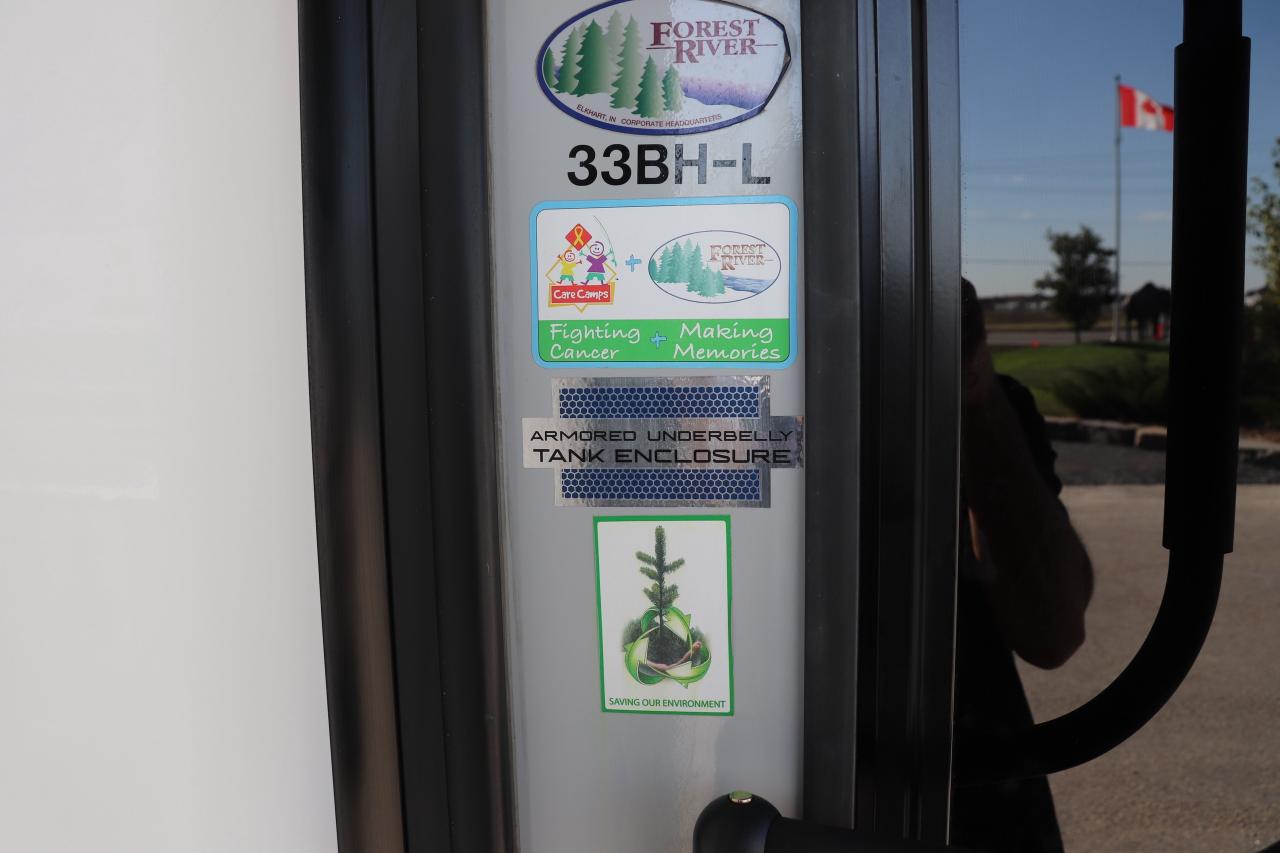 FOREST
RIVER
ELKHART, IN CORPORATE HEADQUARTERS
33BH-L
Care Camps
+
FOREST
RIVER
Fighting + Making
Cancer Memories
ARMORED UNDERBELLY
TANK ENCLOSURE
SAVING OUR ENVIRONMENT